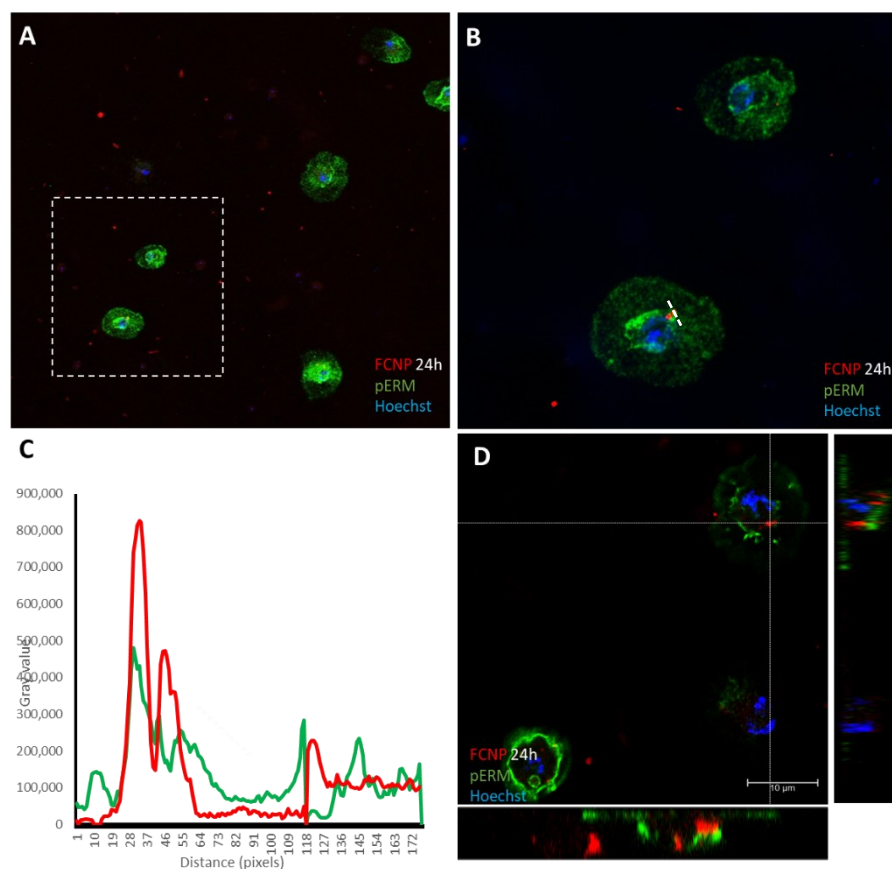 A
FCNP 24h
pERM
Hoechst
B
FCNP 24h
pERM
Hoechst
C
900,000
800,000
700,000
600,000
500,000
400,000
300,000
200,000
100,000
0
Gray value
1 10 19 28 37 46 55 64 73 82 91 100 109 118 127 136 145 154 163 172
Distance (pixels)
D
FCNP 24h
pERM
Hoechst
10 µm